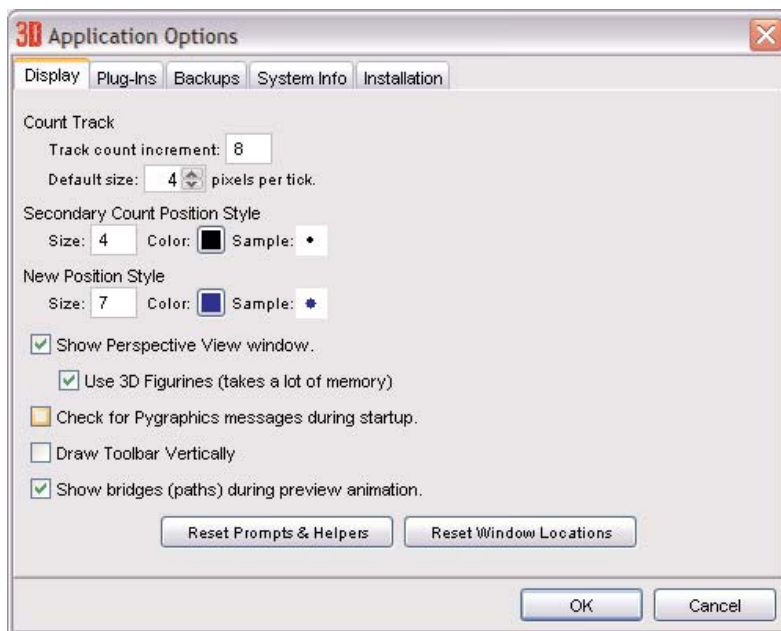 3D Application Options
Display Plug-Ins Backups System Info Installation
Count Track
Track count increment: 8
Default size: 4 pixels per tick.
Secondary Count Position Style
Size: 4 Color: Sample:
New Position Style
Size: 7 Color: Sample:
Show Perspective View window.
Use 3D Figurines (takes a lot of memory)
Check for Pygraphics messages during startup.
Draw Toolbar Vertically
Show bridges (paths) during preview animation.
Reset Prompts & Helpers Reset Window Locations
OK Cancel